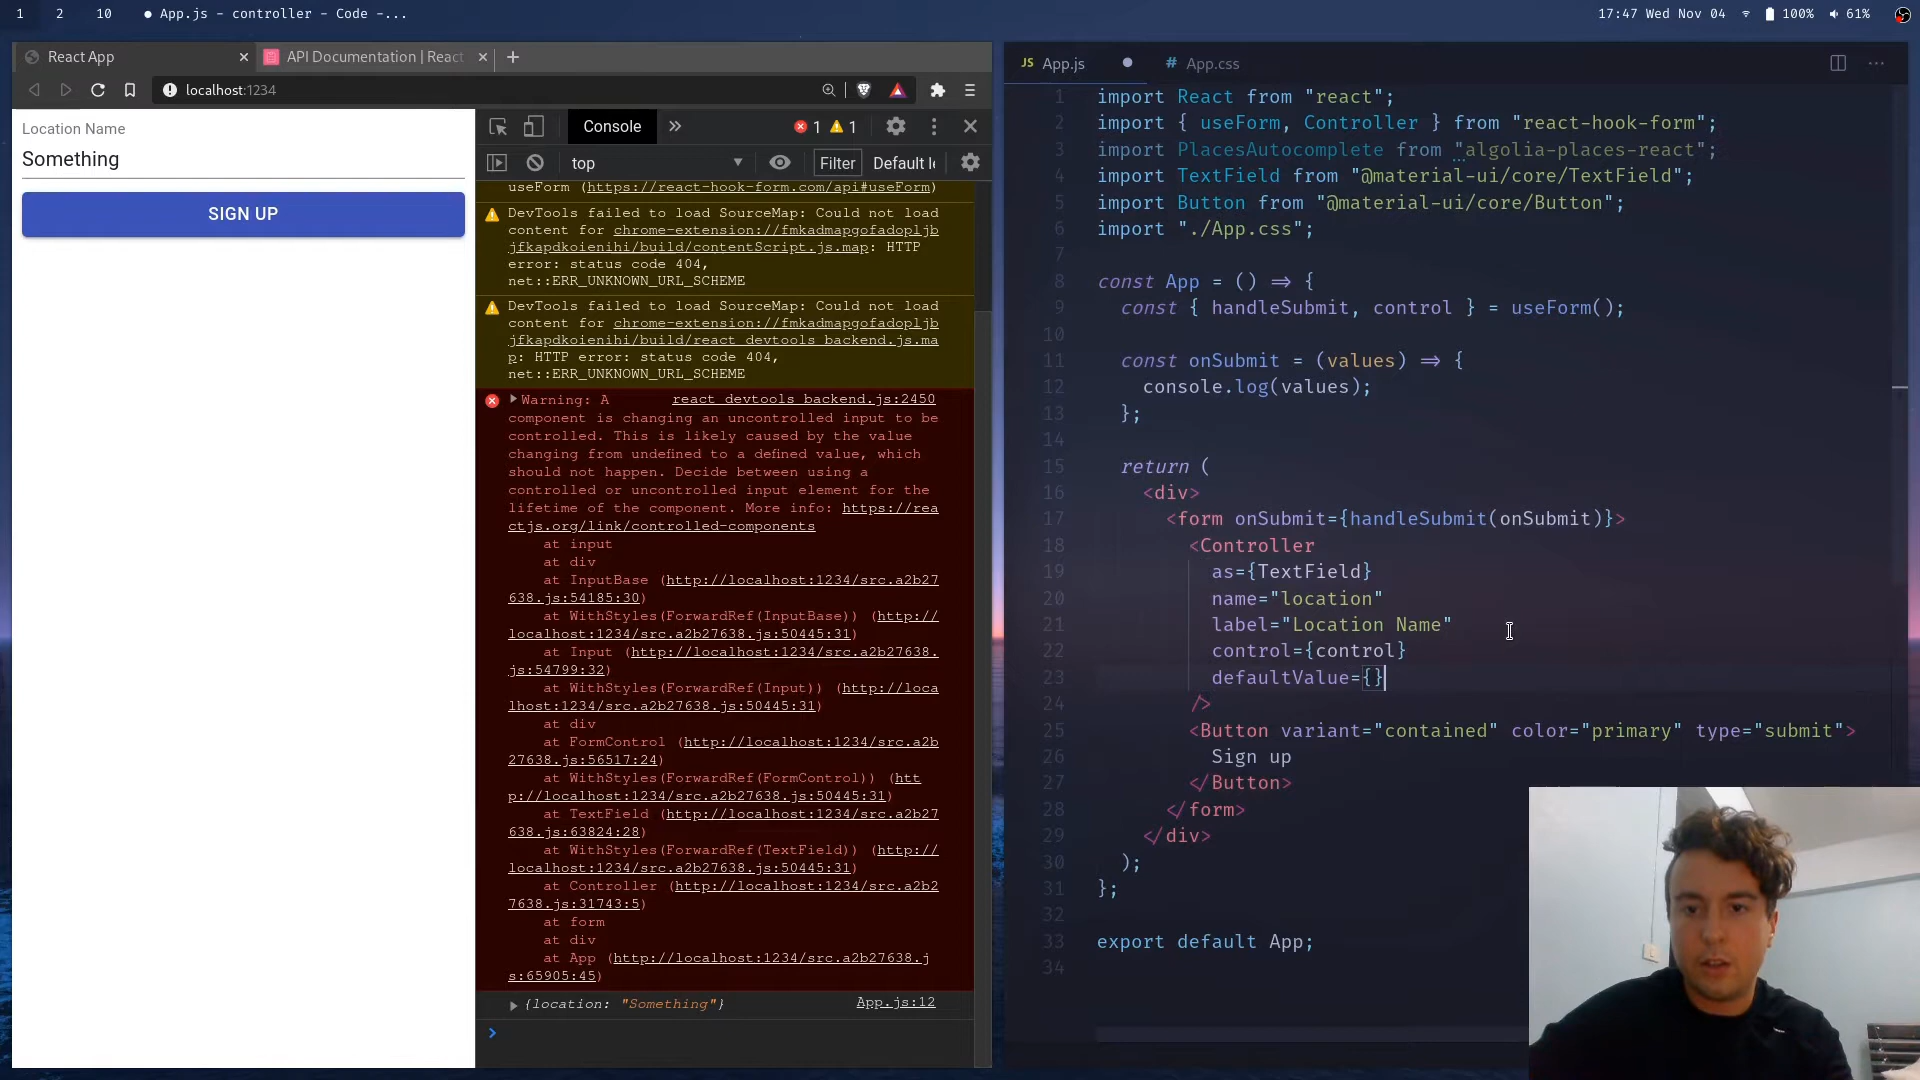 1 2 10 ● App.js - controller - Code -...
17:47 Wed Nov 04 100% 61%
React App × API Documentation | React × +
localhost:1234
Location Name
Something
SIGN UP
Console » 1 1
top Filter Default l
useForm (https://react-hook-form.com/api#useForm)
DevTools failed to load SourceMap: Could not load
content for chrome-extension://fmkadmapgofadopljb
jfkapdkoienihi/build/contentScript.js.map: HTTP
error: status code 404,
net::ERR_UNKNOWN_URL_SCHEME
DevTools failed to load SourceMap: Could not load
content for chrome-extension://fmkadmapgofadopljb
jfkapdkoienihi/build/react_devtools_backend.js.ma
p: HTTP error: status code 404,
net::ERR_UNKNOWN_URL_SCHEME
Warning: A react_devtools_backend.js:2450
component is changing an uncontrolled input to be
controlled. This is likely caused by the value
changing from undefined to a defined value, which
should not happen. Decide between using a
controlled or uncontrolled input element for the
lifetime of the component. More info: https://rea
ctjs.org/link/controlled-components
at input
at div
at InputBase (http://localhost:1234/src.a2b27
638.js:54185:30)
at WithStyles(ForwardRef(InputBase)) (http://
localhost:1234/src.a2b27638.js:50445:31)
at Input (http://localhost:1234/src.a2b27638.
js:54799:32)
at WithStyles(ForwardRef(Input)) (http://loca
lhost:1234/src.a2b27638.js:50445:31)
at div
at FormControl (http://localhost:1234/src.a2b
27638.js:56517:24)
at WithStyles(ForwardRef(FormControl)) (htt
p://localhost:1234/src.a2b27638.js:50445:31)
at TextField (http://localhost:1234/src.a2b27
638.js:63824:28)
at WithStyles(ForwardRef(TextField)) (http://
localhost:1234/src.a2b27638.js:50445:31)
at Controller (http://localhost:1234/src.a2b2
7638.js:31743:5)
at form
at div
at App (http://localhost:1234/src.a2b27638.j
s:65905:45)
{location: "Something"} App.js:12
JS App.js ● # App.css ...
1 import React from "react";
2 import { useForm, Controller } from "react-hook-form";
3 import PlacesAutocomplete from "algolia-places-react";
4 import TextField from "@material-ui/core/TextField";
5 import Button from "@material-ui/core/Button";
6 import "./App.css";
7
8 const App = () => {
9 const { handleSubmit, control } = useForm();
10
11 const onSubmit = (values) => {
12 console.log(values);
13 };
14
15 return (
16 <div>
17 <form onSubmit={handleSubmit(onSubmit)}>
18 <Controller
19 as={TextField}
20 name="location"
21 label="Location Name"
22 control={control}
23 defaultValue={}
24 />
25 <Button variant="contained" color="primary" type="submit">
26 Sign up
27 </Button>
28 </form>
29 </div>
30 );
31 };
32
33 export default App;
34